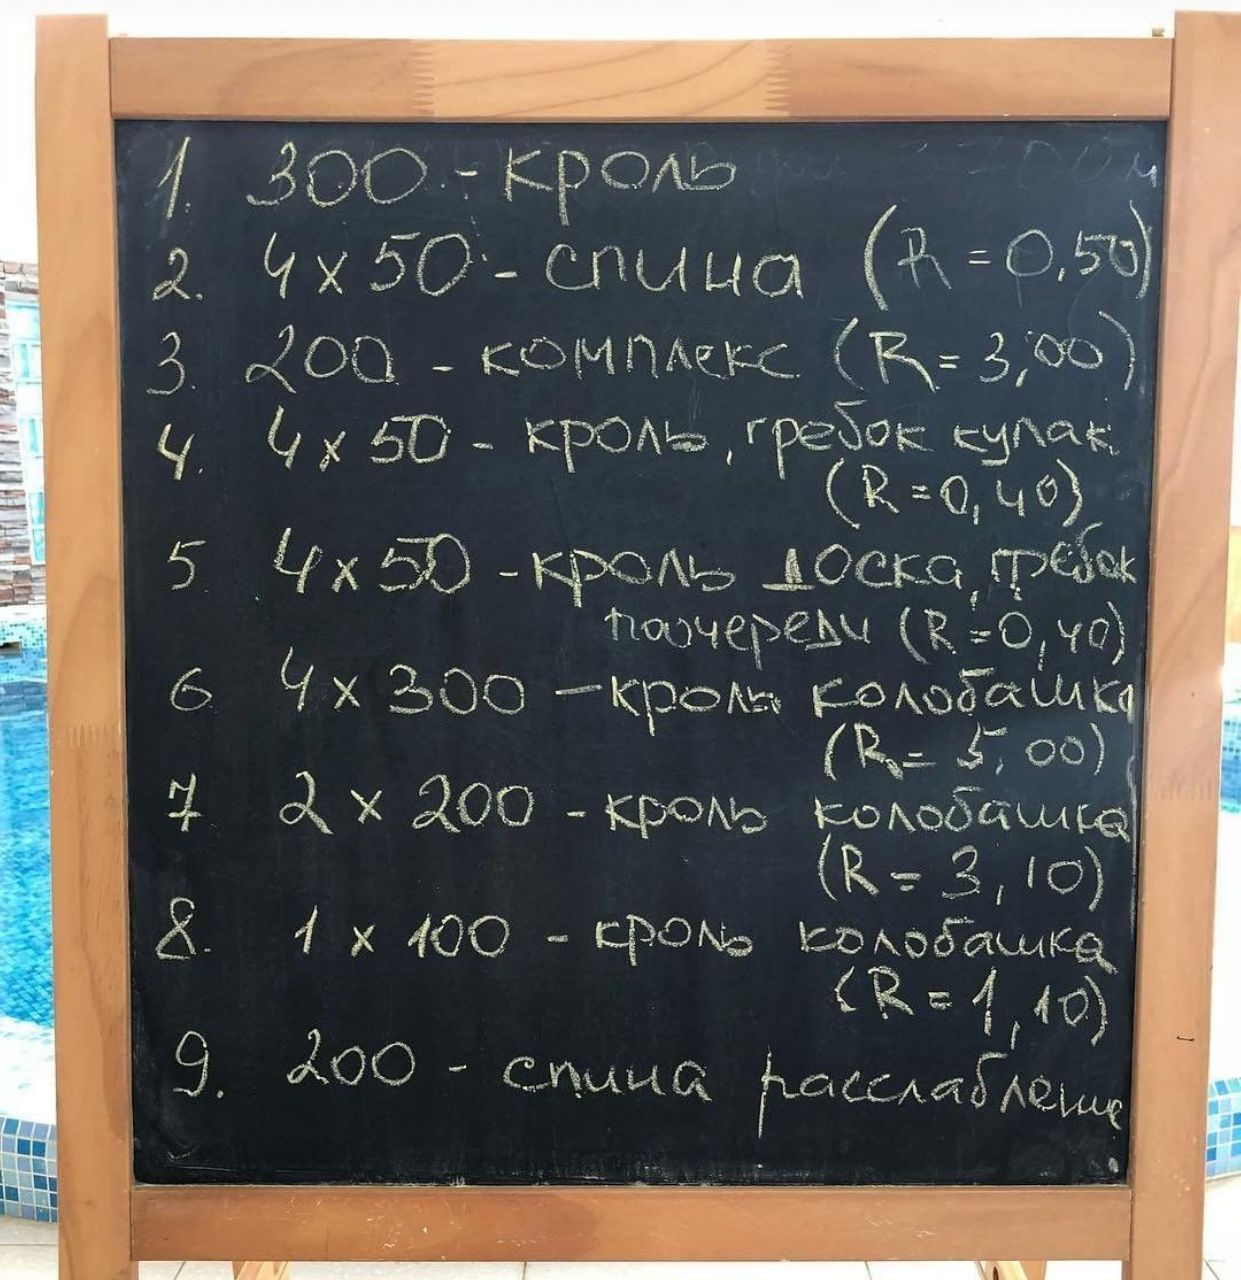 1. 300 - кроль
2. 4 х 50 - спина (R = 0,50)
3. 200 - комплекс (R = 3,00)
4. 4 х 50 - кроль, гребок кулак
(R = 0,40)
5 4 х 50 - кроль доска, гребок
поочереди (R = 0,40)
6 4 х 300 - кроль колобашка
(R = 5,00)
7 2 х 200 - кроль колобашка
(R = 3,10)
8. 1 х 100 - кроль колобашка
(R = 1,10)
9. 200 - спина расслабление